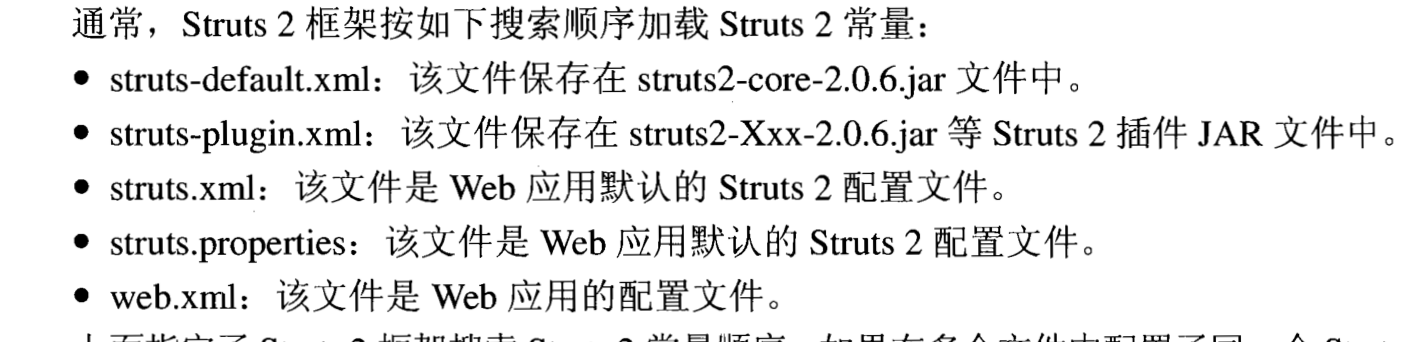 通常，Struts 2 框架按如下搜索顺序加载 Struts 2 常量：
● struts-default.xml：该文件保存在 struts2-core-2.0.6.jar 文件中。
● struts-plugin.xml：该文件保存在 struts2-Xxx-2.0.6.jar 等 Struts 2 插件 JAR 文件中。
● struts.xml：该文件是 Web 应用默认的 Struts 2 配置文件。
● struts.properties：该文件是 Web 应用默认的 Struts 2 配置文件。
● web.xml：该文件是 Web 应用的配置文件。